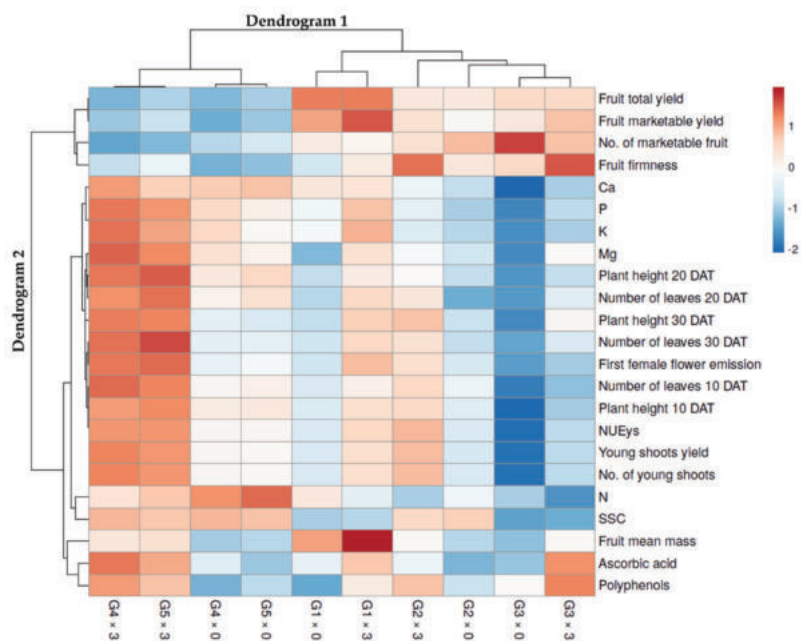 Dendrogram 1
Dendrogram 2
Fruit total yield
Fruit marketable yield
No. of marketable fruit
Fruit firmness
Ca
P
K
Mg
Plant height 20 DAT
Number of leaves 20 DAT
Plant height 30 DAT
Number of leaves 30 DAT
First female flower emission
Number of leaves 10 DAT
Plant height 10 DAT
NUEys
Young shoots yield
No. of young shoots
N
SSC
Fruit mean mass
Ascorbic acid
Polyphenols
1
0
-1
-2
G4 × 3
G5 × 3
G4 × 0
G5 × 0
G1 × 0
G1 × 3
G2 × 3
G2 × 0
G3 × 0
G3 × 3